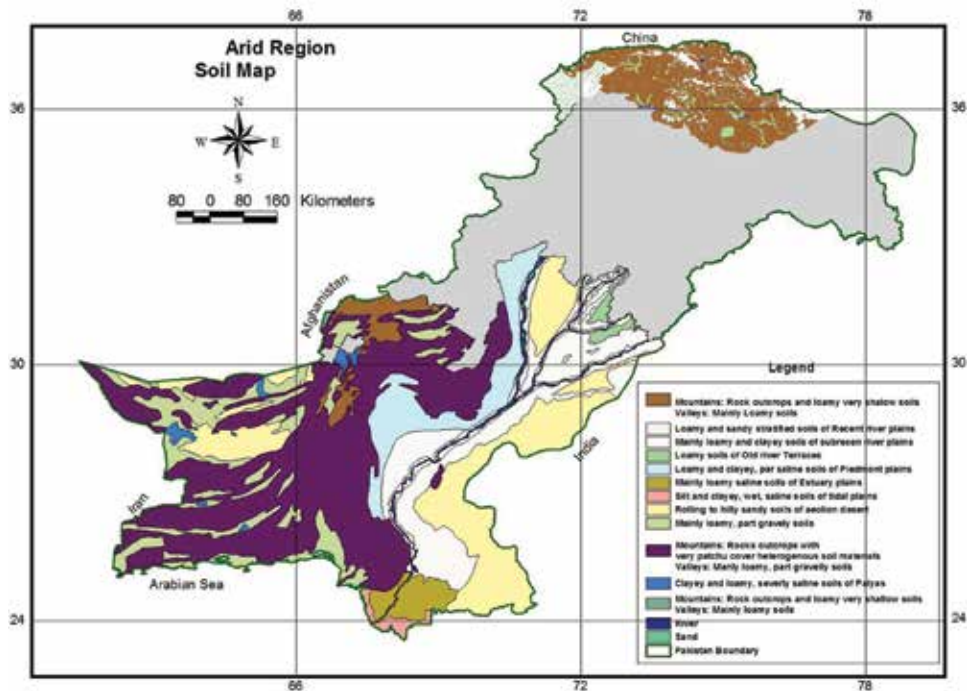 66 72 78
Arid Region
Soil Map
China
N
W E
S
36 36
80 0 80 160 Kilometers
Afghanistan
30 30
Legend
Mountains: Rock outcrops and loamy very shalow soils
Valleys: Mainly Loamy soils
Loamy and sandy stratified soils of Recent river plains
Mainly loamy and clayey soils of subrecen river plains
Loamy soils of Old river Terraces
Loamy and clayey, par saline soils of Piedmont plains
Mainly loamy saline soils of Estuary plains
Silt and clayey, wet, saline soils of tidal plains
Rolling to hilly sandy soils of aeolion desert
Mainly loamy, part gravely soils
Mountains: Rocks outcrops with
very patchu cover heterogenous soil materials
Valleys: Manly loamy, part gravelly soils
Clayey and loamy, severly saline soils of Palyas
Mountains: Rock outcrops and loamy very shallow soils
Valleys: Mainly loamy soils
River
Sand
Pakistan Boundary
India
Iran
Arabian Sea
24 24
66 72 78